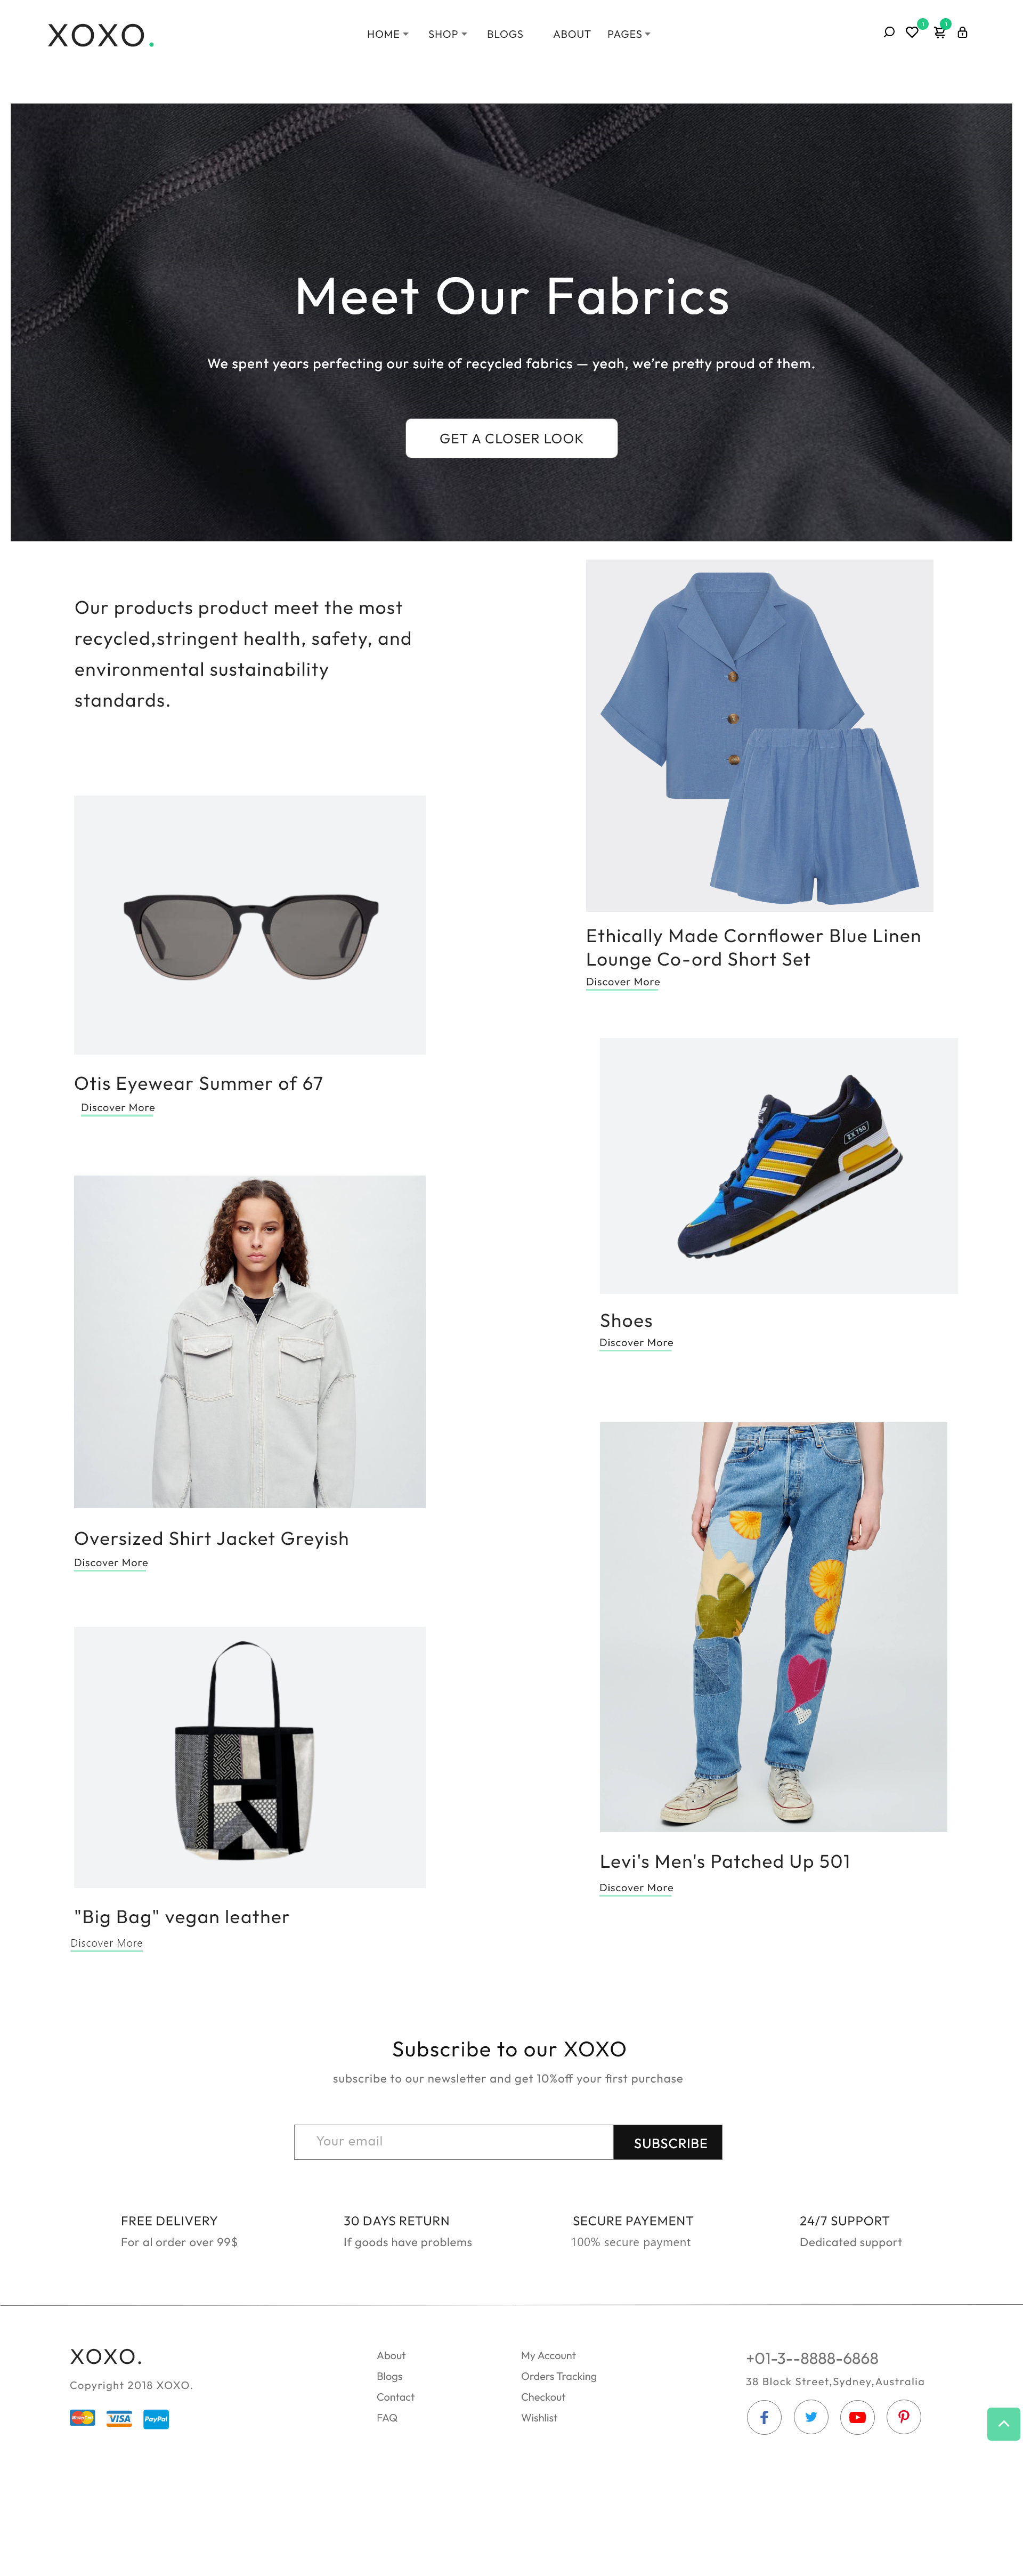 XOXO.
HOME
SHOP
BLOGS
ABOUT
PAGES
1
1
Meet Our Fabrics
We spent years perfecting our suite of recycled fabrics — yeah, we’re pretty proud of them.
GET A CLOSER LOOK
Our products product meet the most
recycled,stringent health, safety, and
environmental sustainability
standards.
Ethically Made Cornflower Blue Linen
Lounge Co-ord Short Set
Discover More
Otis Eyewear Summer of 67
Discover More
ZX 750
Shoes
Discover More
Oversized Shirt Jacket Greyish
Discover More
Levi's Men's Patched Up 501
Discover More
"Big Bag" vegan leather
Discover More
Subscribe to our XOXO
subscribe to our newsletter and get 10%off your first purchase
Your email
SUBSCRIBE
FREE DELIVERY
For al order over 99$
30 DAYS RETURN
If goods have problems
SECURE PAYEMENT
100% secure payment
24/7 SUPPORT
Dedicated support
XOXO.
Copyright 2018 XOXO.
MasterCard
VISA
PayPal
About
Blogs
Contact
FAQ
My Account
Orders Tracking
Checkout
Wishlist
+01-3--8888-6868
38 Block Street,Sydney,Australia